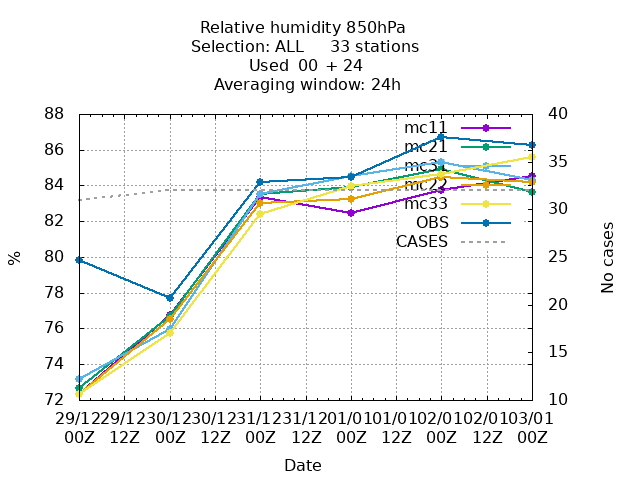 Relative humidity 850hPa
Selection: ALL     33 stations
Used  00 + 24
Averaging window: 24h
88
86
84
82
80
78
76
74
72
%
40
35
30
25
20
15
10
No cases
mc11
mc21
mc31
mc22
mc33
OBS
CASES
29/12 29/12 30/12 30/12 31/12 31/12 01/01 01/01 02/01 02/01 03/01
00Z 12Z 00Z 12Z 00Z 12Z 00Z 12Z 00Z 12Z 00Z
Date